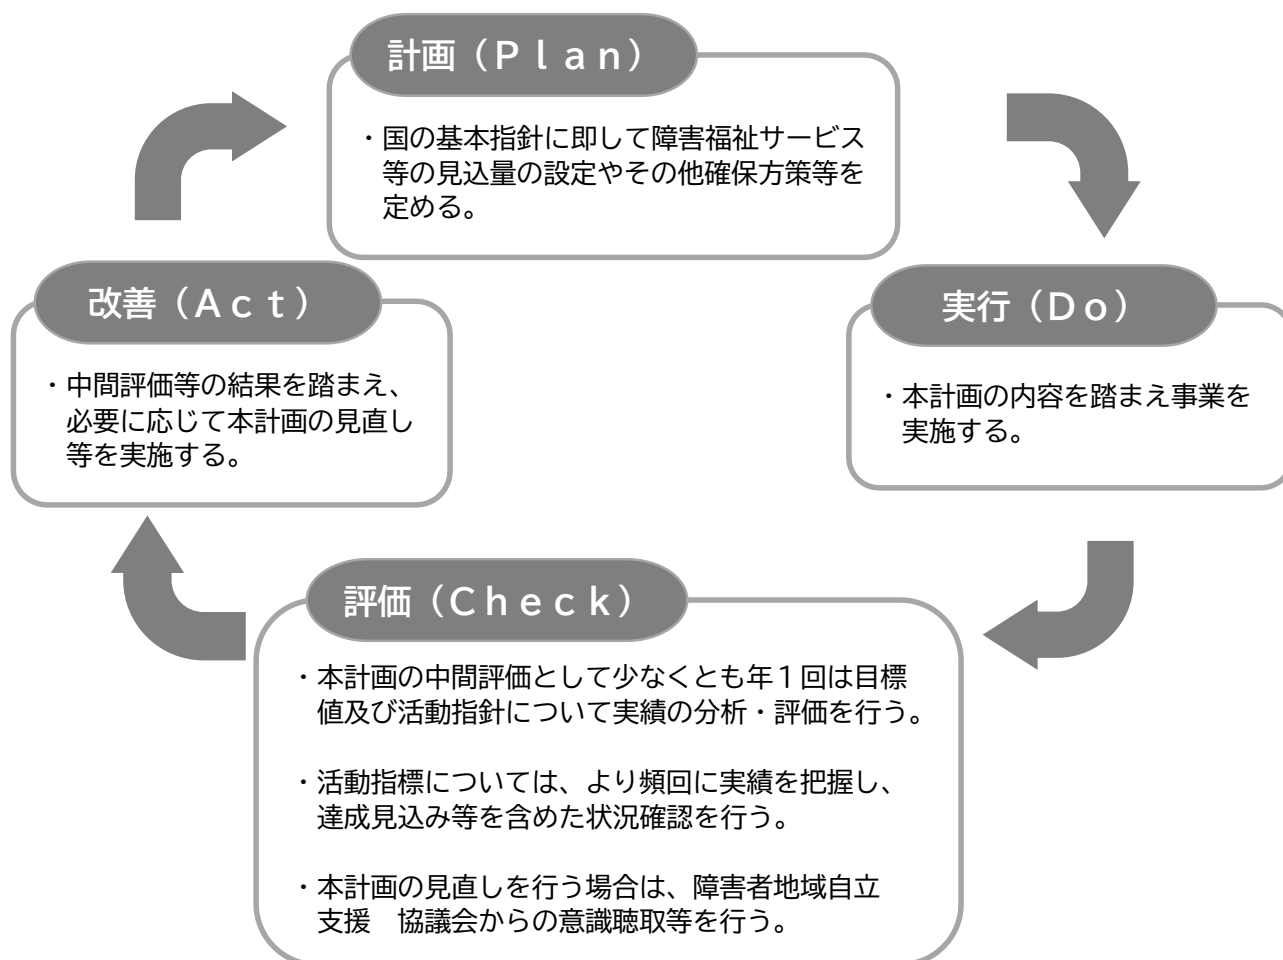 計画（Ｐｌａｎ）
・国の基本指針に即して障害福祉サービス
等の見込量の設定やその他確保方策等を
定める。
改善（Ａｃｔ）
・中間評価等の結果を踏まえ、
必要に応じて本計画の見直し
等を実施する。
実行（Ｄｏ）
・本計画の内容を踏まえ事業を
実施する。
評価（Ｃｈｅｃｋ）
・本計画の中間評価として少なくとも年１回は目標
値及び活動指針について実績の分析・評価を行う。
・活動指標については、より頻回に実績を把握し、
達成見込み等を含めた状況確認を行う。
・本計画の見直しを行う場合は、障害者地域自立
支援　協議会からの意識聴取等を行う。